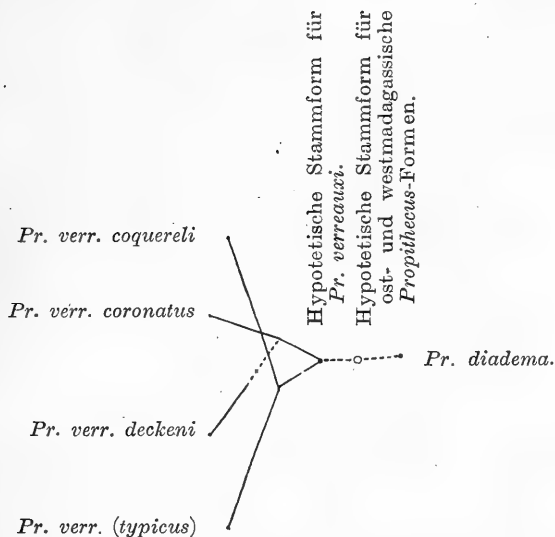 Hypotetische Stammform für
Pr. verreauxi.
Hypotetische Stammform für
ost- und westmadagassische
Propithecus-Formen.
Pr. verr. coquereli
Pr. verr. coronatus
Pr. diadema.
Pr. verr. deckeni
Pr. verr. (typicus)